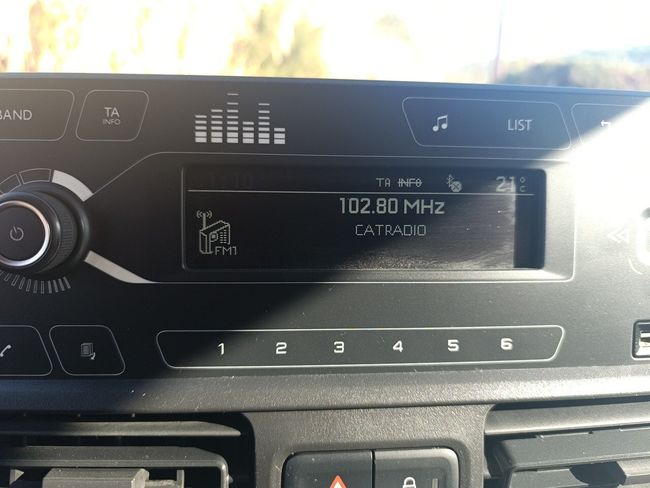 BAND
TA
INFO
LIST
TA INFO 21°C
102.80 MHz
CATRADIO
FM1
1 2 3 4 5 6